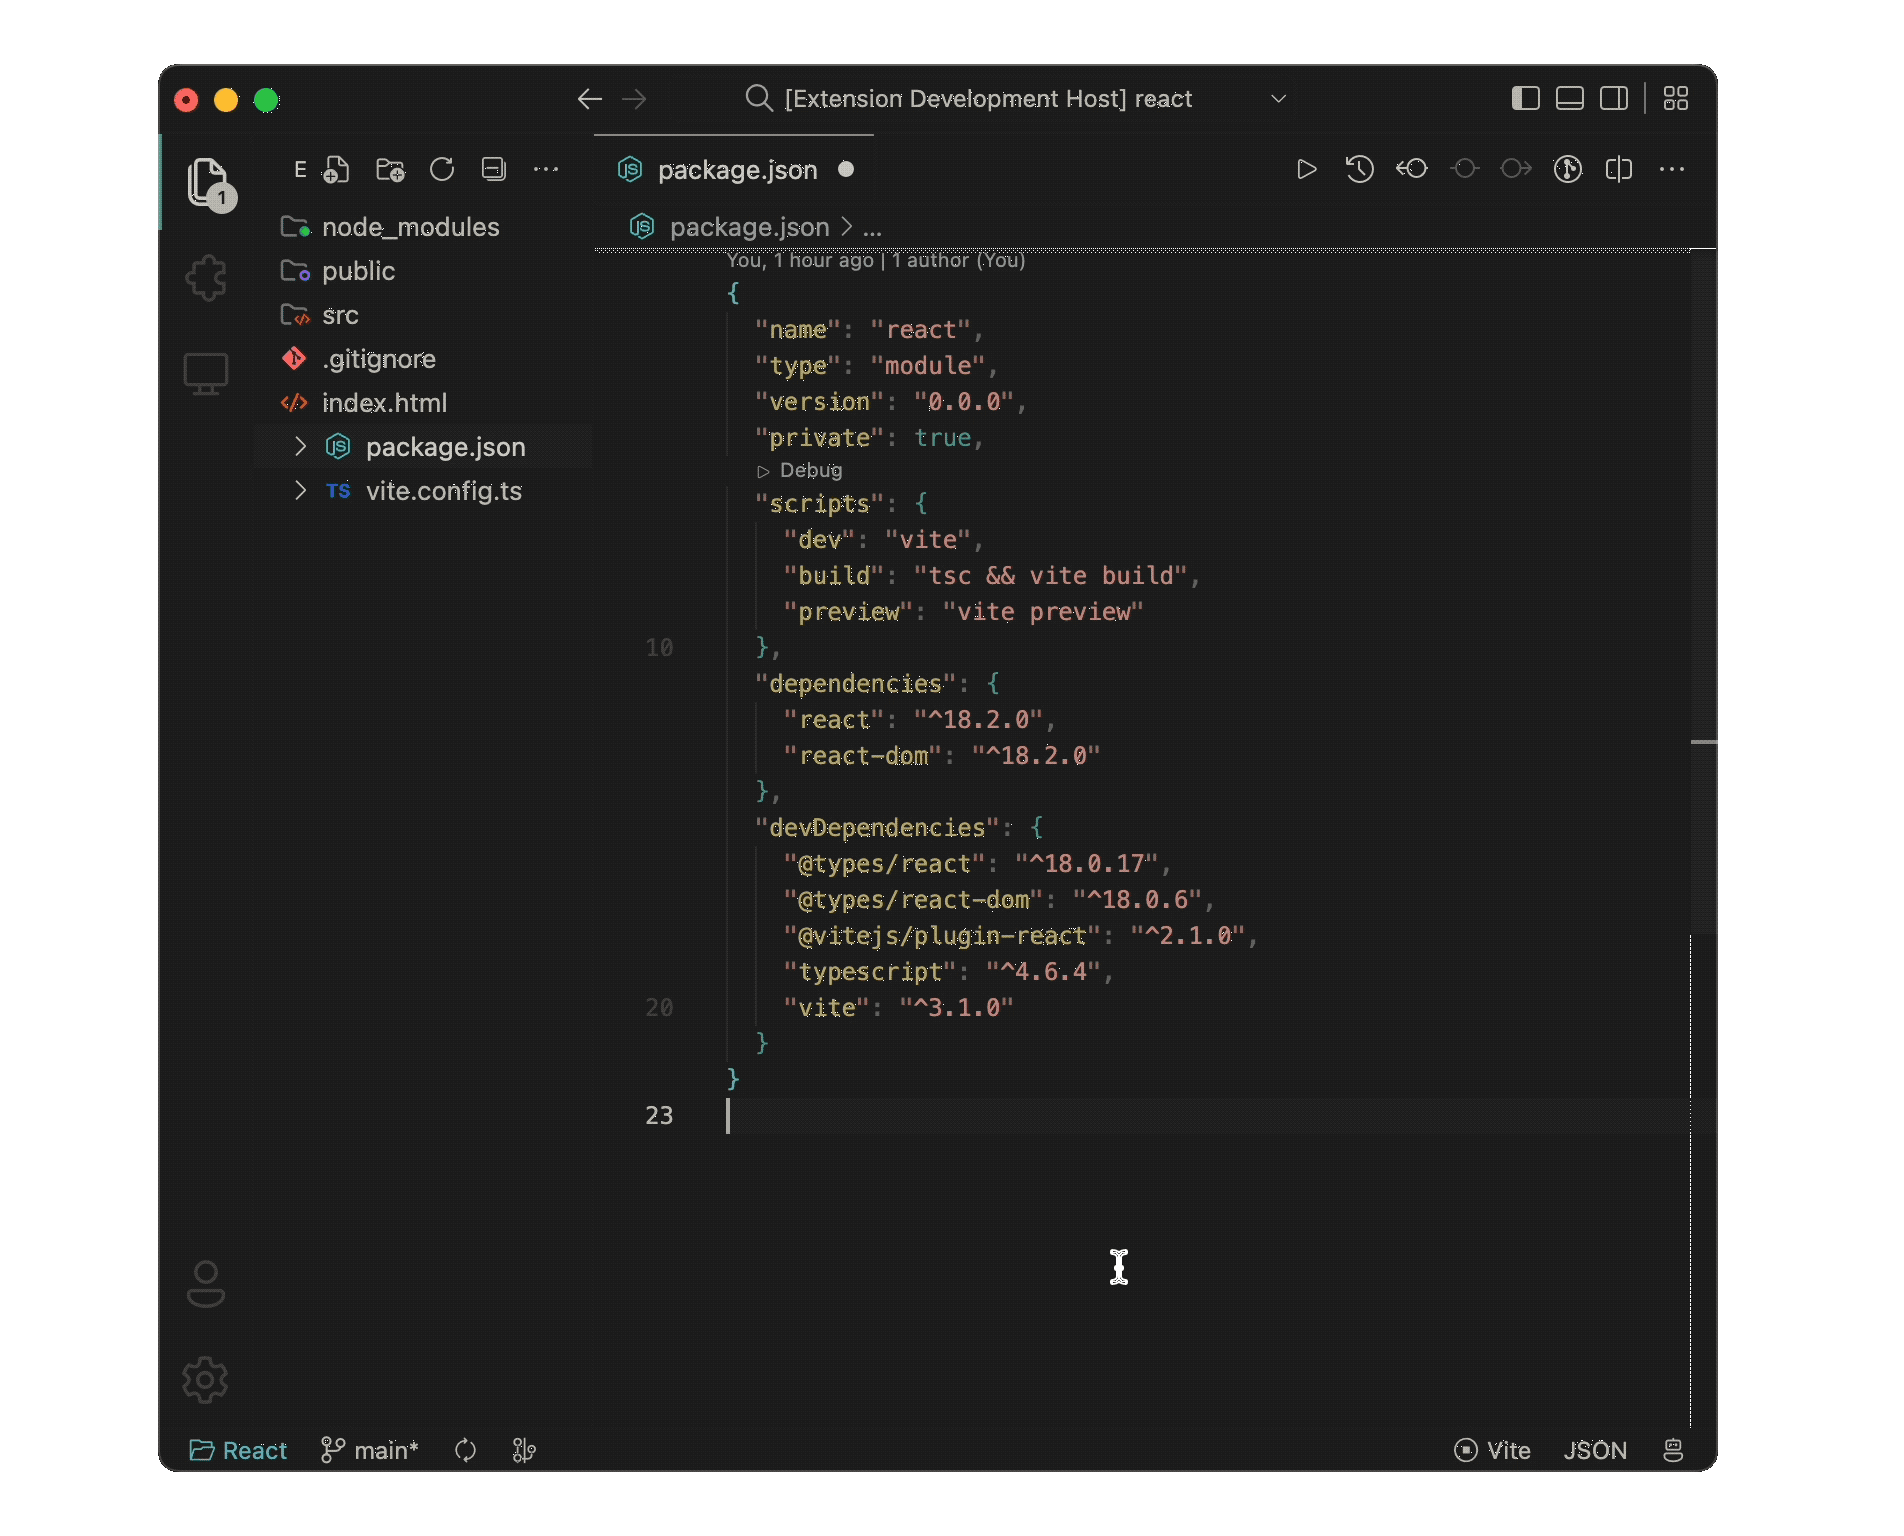 [Extension Development Host] react
E
package.json
1
node_modules
public
src
.gitignore
index.html
package.json
TS vite.config.ts
package.json > ...
You, 1 hour ago | 1 author (You)
{
"name": "react",
"type": "module",
"version": "0.0.0",
"private": true,
Debug
"scripts": {
"dev": "vite",
"build": "tsc && vite build",
"preview": "vite preview"
10 },
"dependencies": {
"react": "^18.2.0",
"react-dom": "^18.2.0"
},
"devDependencies": {
"@types/react": "^18.0.17",
"@types/react-dom": "^18.0.6",
"@vitejs/plugin-react": "^2.1.0",
"typescript": "^4.6.4",
20 "vite": "^3.1.0"
}
}
23
React main* Vite JSON